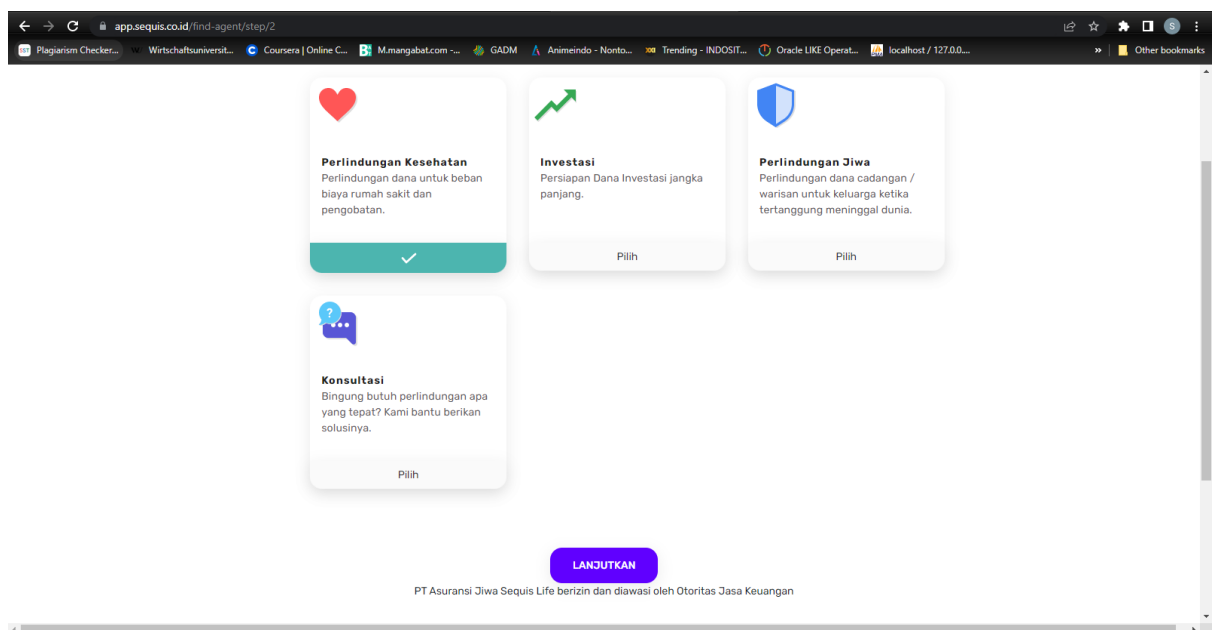 app.sequis.co.id/find-agent/step/2
S
Plagiarism Checker... Wirtschaftsuniversit... Coursera | Online C... M.mangabat.com -... GADM Animeindo - Nonto... Trending - INDOSIT... Oracle LIKE Operat... localhost / 127.0.0.... » Other bookmarks
Perlindungan Kesehatan
Perlindungan dana untuk beban
biaya rumah sakit dan
pengobatan.
Investasi
Persiapan Dana Investasi jangka
panjang.
Pilih
Perlindungan Jiwa
Perlindungan dana cadangan /
warisan untuk keluarga ketika
tertanggung meninggal dunia.
Pilih
?
Konsultasi
Bingung butuh perlindungan apa
yang tepat? Kami bantu berikan
solusinya.
Pilih
LANJUTKAN
PT Asuransi Jiwa Sequis Life berizin dan diawasi oleh Otoritas Jasa Keuangan